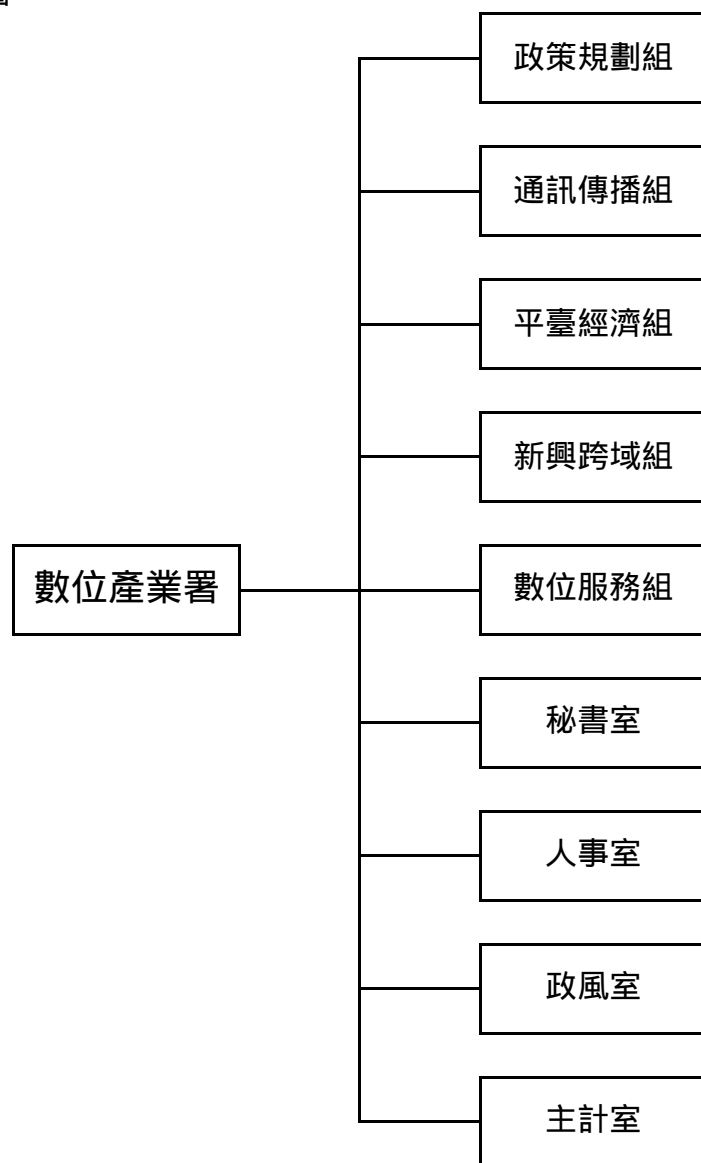 政策規劃組
通訊傳播組
平臺經濟組
新興跨域組
數位產業署
數位服務組
秘書室
人事室
政風室
主計室